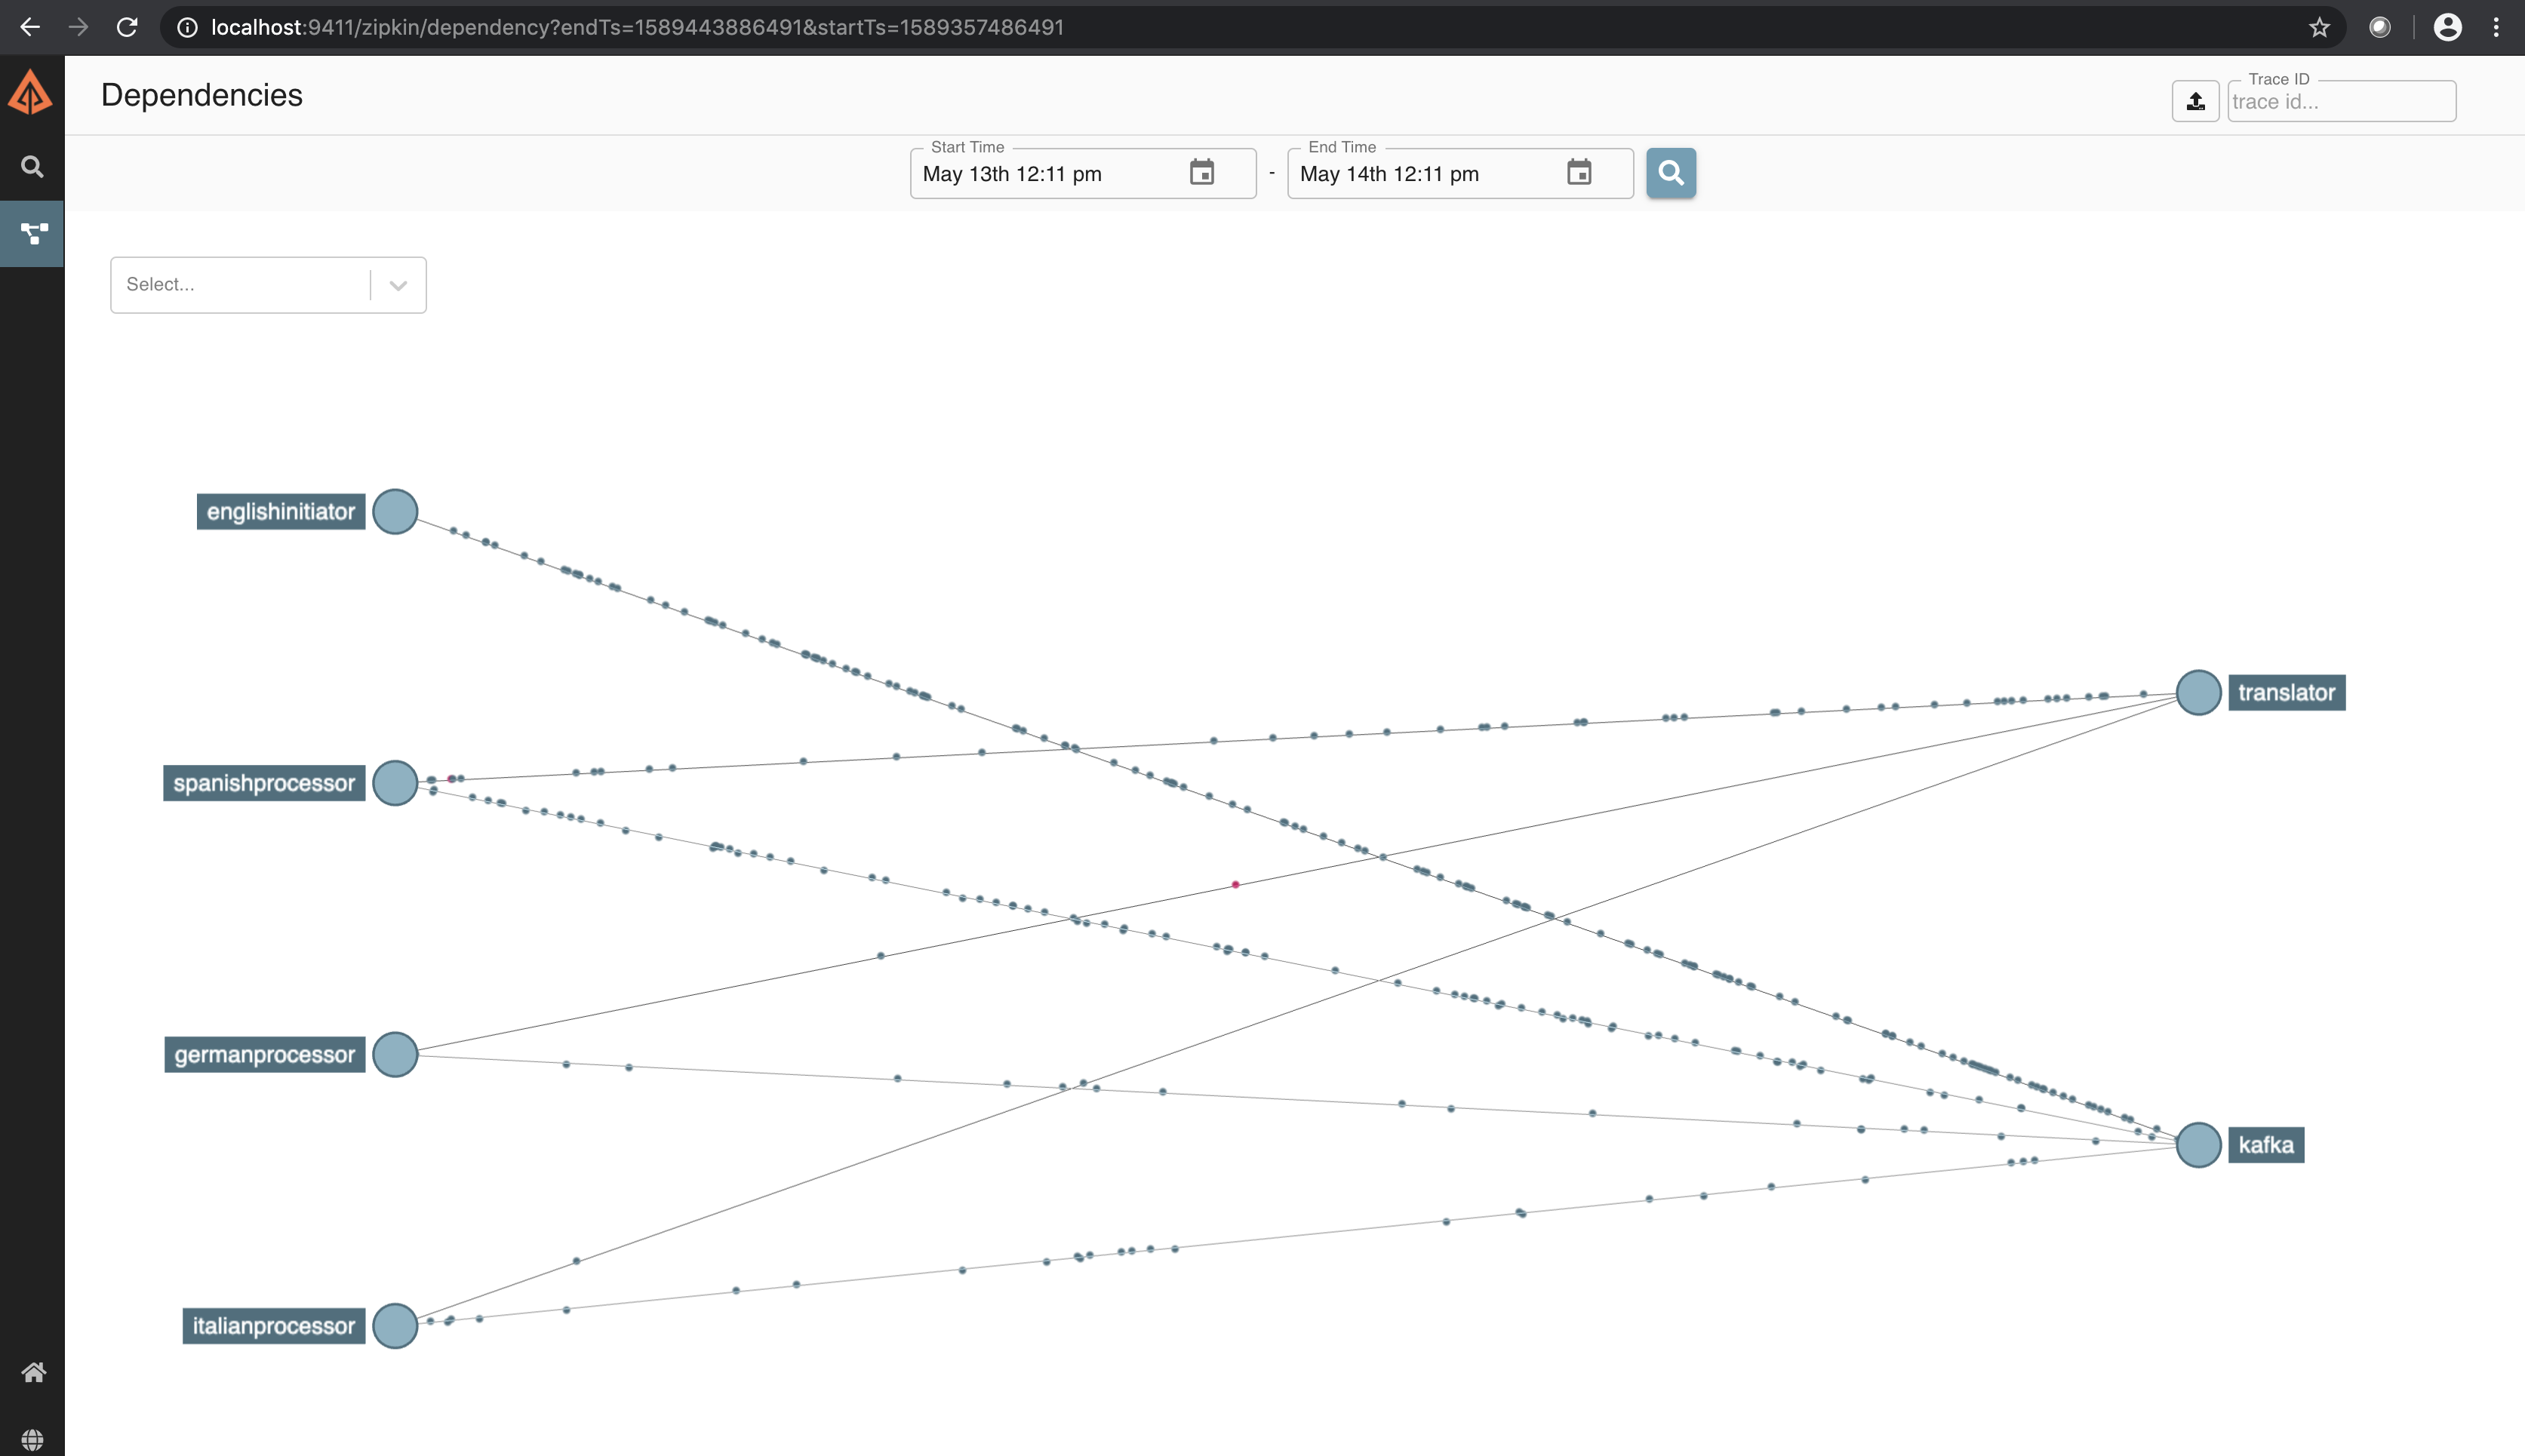 localhost:9411/zipkin/dependency?endTs=1589443886491&startTs=1589357486491
Dependencies
Trace ID
trace id...
Start Time
May 13th 12:11 pm
-
End Time
May 14th 12:11 pm
Select...
englishinitiator
translator
spanishprocessor
germanprocessor
kafka
italianprocessor